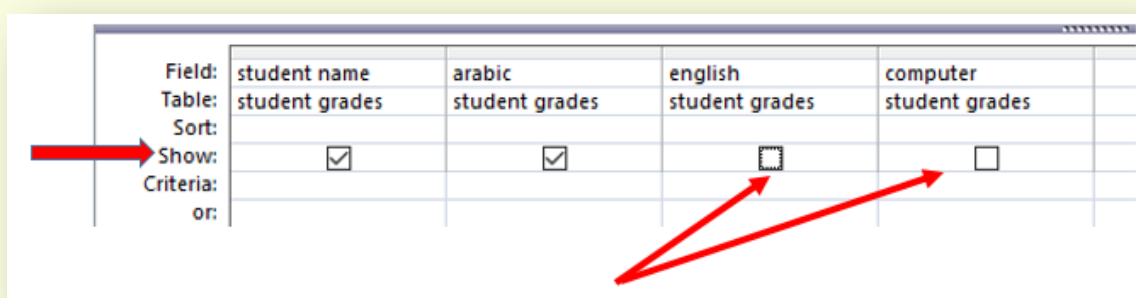 Field: student name arabic english computer
Table: student grades student grades student grades student grades
Sort:
Show:
Criteria:
or: